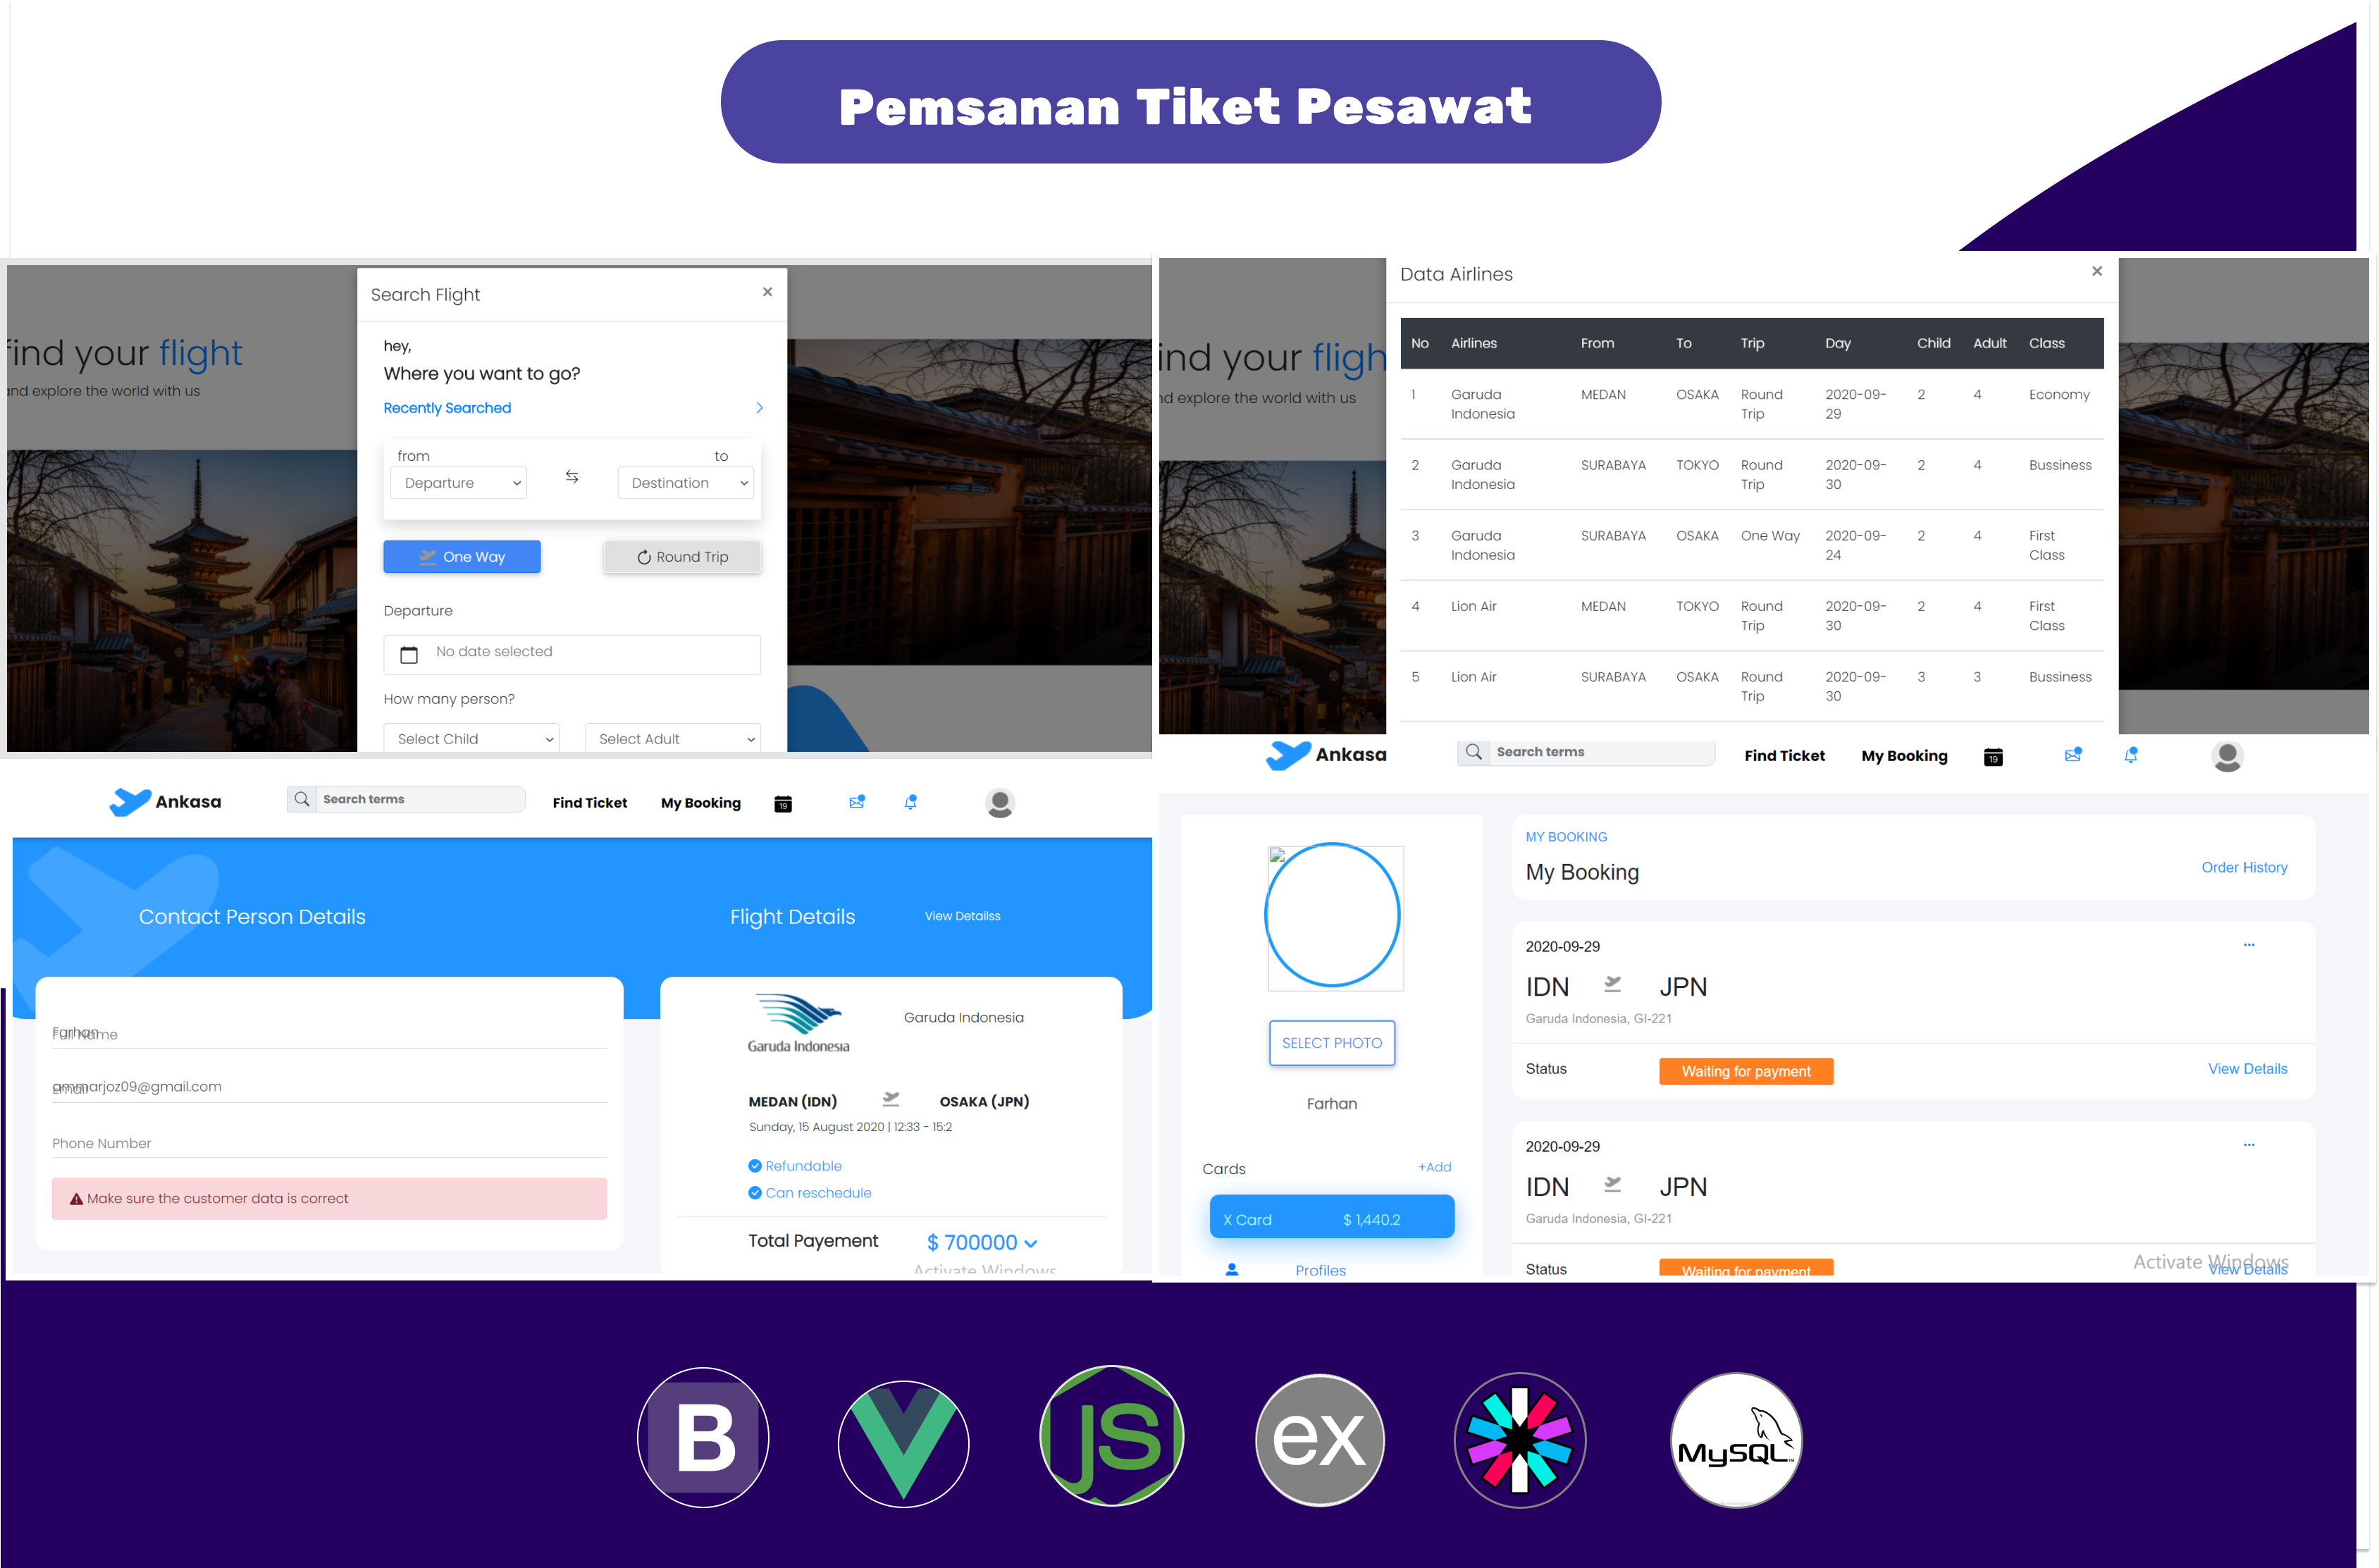 Pemsanan Tiket Pesawat
find your flight
and explore the world with us
Search Flight ×
hey,
Where you want to go?
Recently Searched
from to
Departure Destination
One Way Round Trip
Departure
No date selected
How many person?
Select Child Select Adult
find your fligh
nd explore the world with us
Data Airlines ×
No Airlines From To Trip Day Child Adult Class
1 Garuda Indonesia MEDAN OSAKA Round Trip 2020-09-29 2 4 Economy
2 Garuda Indonesia SURABAYA TOKYO Round Trip 2020-09-30 2 4 Bussiness
3 Garuda Indonesia SURABAYA OSAKA One Way 2020-09-24 2 4 First Class
4 Lion Air MEDAN TOKYO Round Trip 2020-09-30 2 4 First Class
5 Lion Air SURABAYA OSAKA Round Trip 2020-09-30 3 3 Bussiness
Ankasa Search terms Find Ticket My Booking 19
Contact Person Details
Flight Details View Detailss
Farhan
Full Name
ammarjoz09@gmail.com
Email
Phone Number
Make sure the customer data is correct
Garuda Indonesia
Garuda Indonesia
MEDAN (IDN) OSAKA (JPN)
Sunday, 15 August 2020 | 12:33 - 15:2
Refundable
Can reschedule
Total Payement $ 700000
Activate Windows
Ankasa Search terms Find Ticket My Booking 19
SELECT PHOTO
Farhan
Cards +Add
X Card $ 1,440.2
Profiles
MY BOOKING
My Booking Order History
2020-09-29 ...
IDN JPN
Garuda Indonesia, GI-221
Status Waiting for payment View Details
2020-09-29 ...
IDN JPN
Garuda Indonesia, GI-221
Status Waiting for payment View Details
Activate Windows
B
JS
ex
MySQL